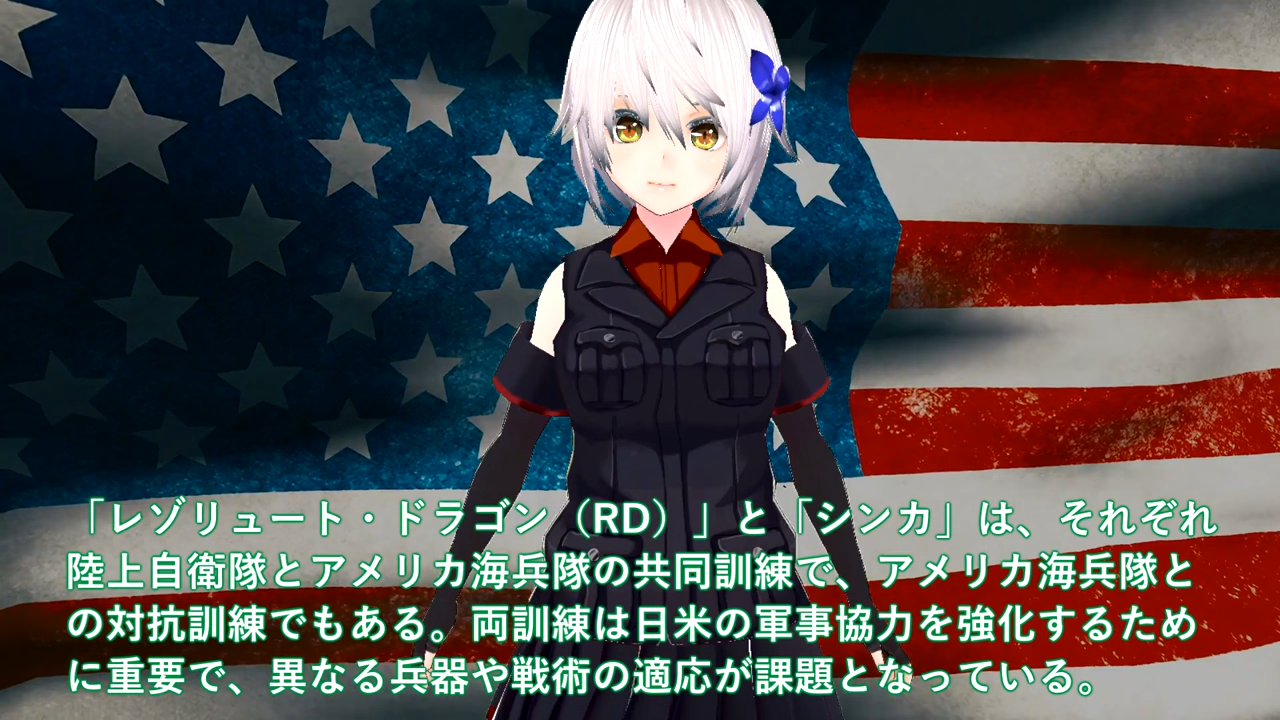 「レゾリュート・ドラゴン（RD）」と「シンカ」は、それぞれ
陸上自衛隊とアメリカ海兵隊の共同訓練で、アメリカ海兵隊と
の対抗訓練でもある。両訓練は日米の軍事協力を強化するため
に重要で、異なる兵器や戦術の適応が課題となっている。